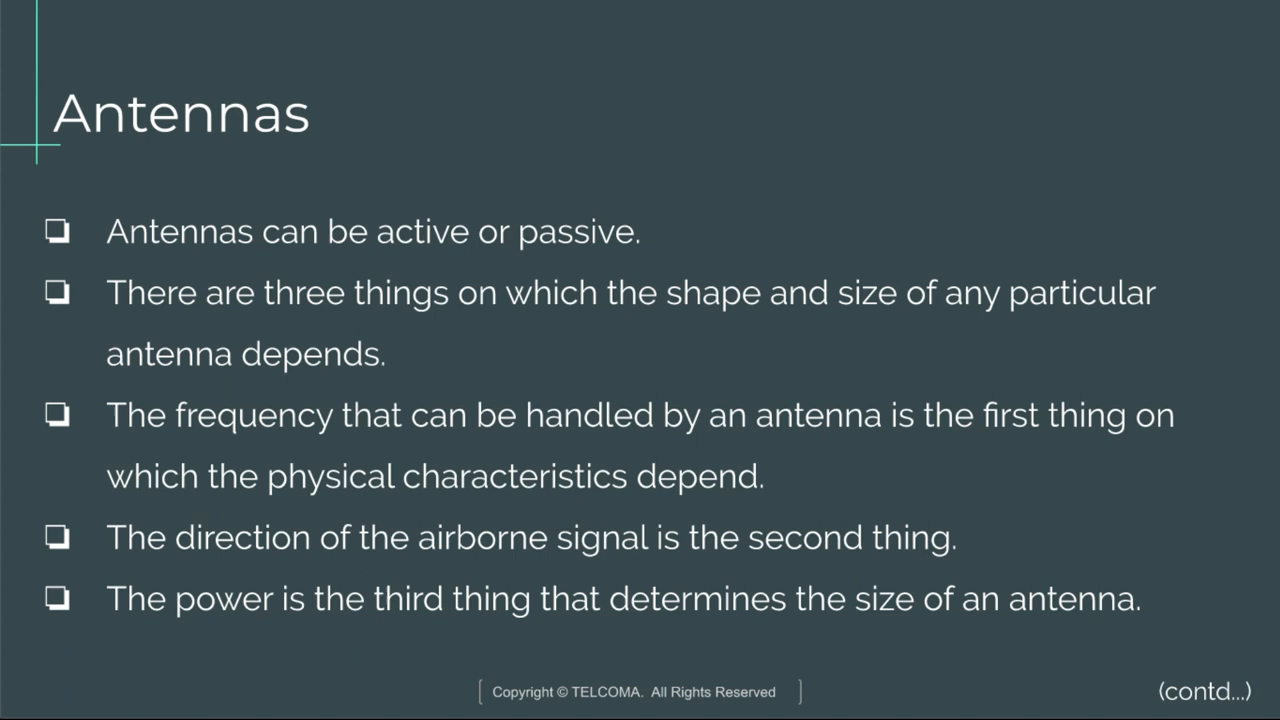 Antennas
❏ Antennas can be active or passive.
❏ There are three things on which the shape and size of any particular
antenna depends.
❏ The frequency that can be handled by an antenna is the first thing on
which the physical characteristics depend.
❏ The direction of the airborne signal is the second thing.
❏ The power is the third thing that determines the size of an antenna.
[ Copyright © TELCOMA. All Rights Reserved ]
(contd...)